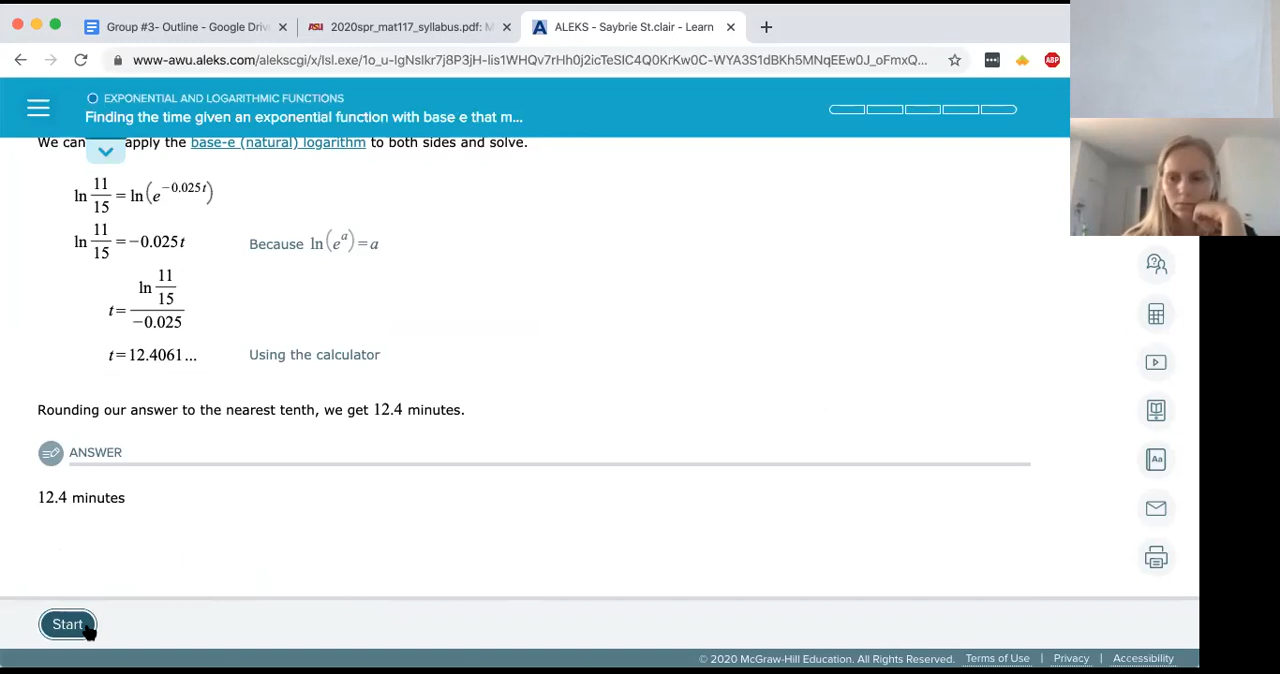 Group #3- Outline - Google Driv
ASU 2020spr_mat117_syllabus.pdf: M
A ALEKS - Saybrie St.clair - Learn
www-awu.aleks.com/alekscgi/x/lsl.exe/1o_u-IgNslkr7j8P3jH-lis1WHQv7rHh0j2icTeSIC4Q0KrKw0C-WYA3S1dBKh5MNqEEw0J_oFmxQ...
ABP
EXPONENTIAL AND LOGARITHMIC FUNCTIONS
Finding the time given an exponential function with base e that m...
We can apply the base-e (natural) logarithm to both sides and solve.
ln 11/15 = ln(e^−0.025t)
ln 11/15 = −0.025t Because ln(e^a) = a
t = ln 11/15 / −0.025
t = 12.4061... Using the calculator
Rounding our answer to the nearest tenth, we get 12.4 minutes.
ANSWER
12.4 minutes
Aa
Start
© 2020 McGraw-Hill Education. All Rights Reserved. Terms of Use | Privacy | Accessibility